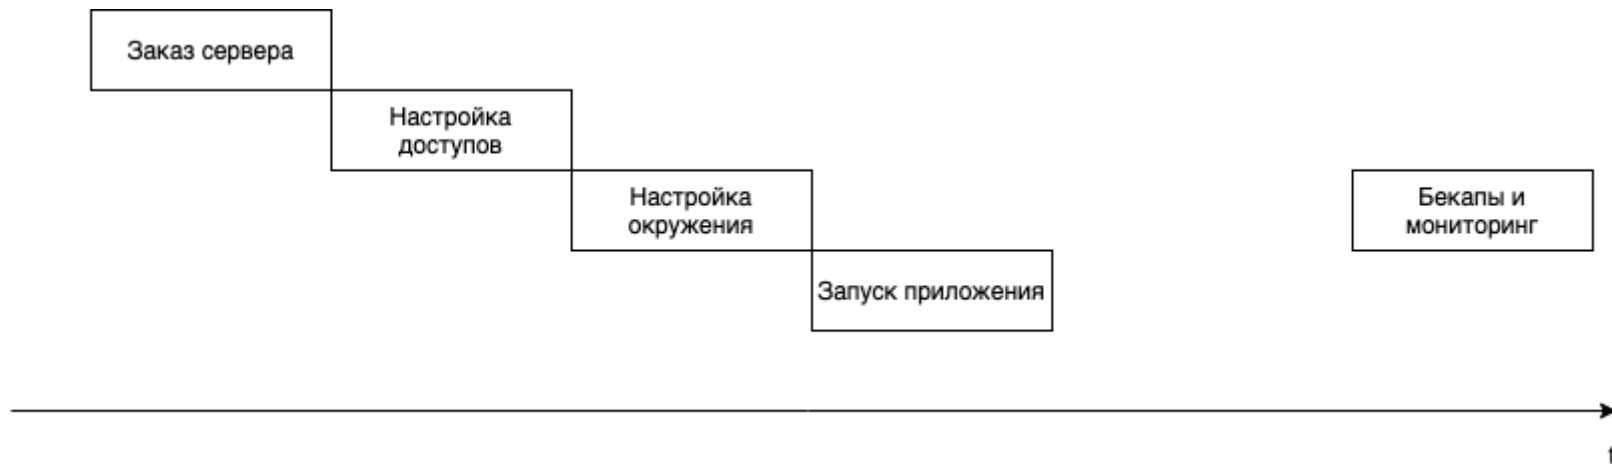 Заказ сервера
Настройка
доступов
Настройка
окружения
Бекапы и
мониторинг
Запуск приложения
t